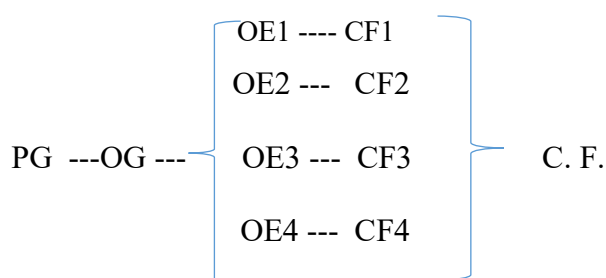 OE1 ---- CF1
OE2 --- CF2
PG ---OG --- OE3 --- CF3 C. F.
OE4 --- CF4